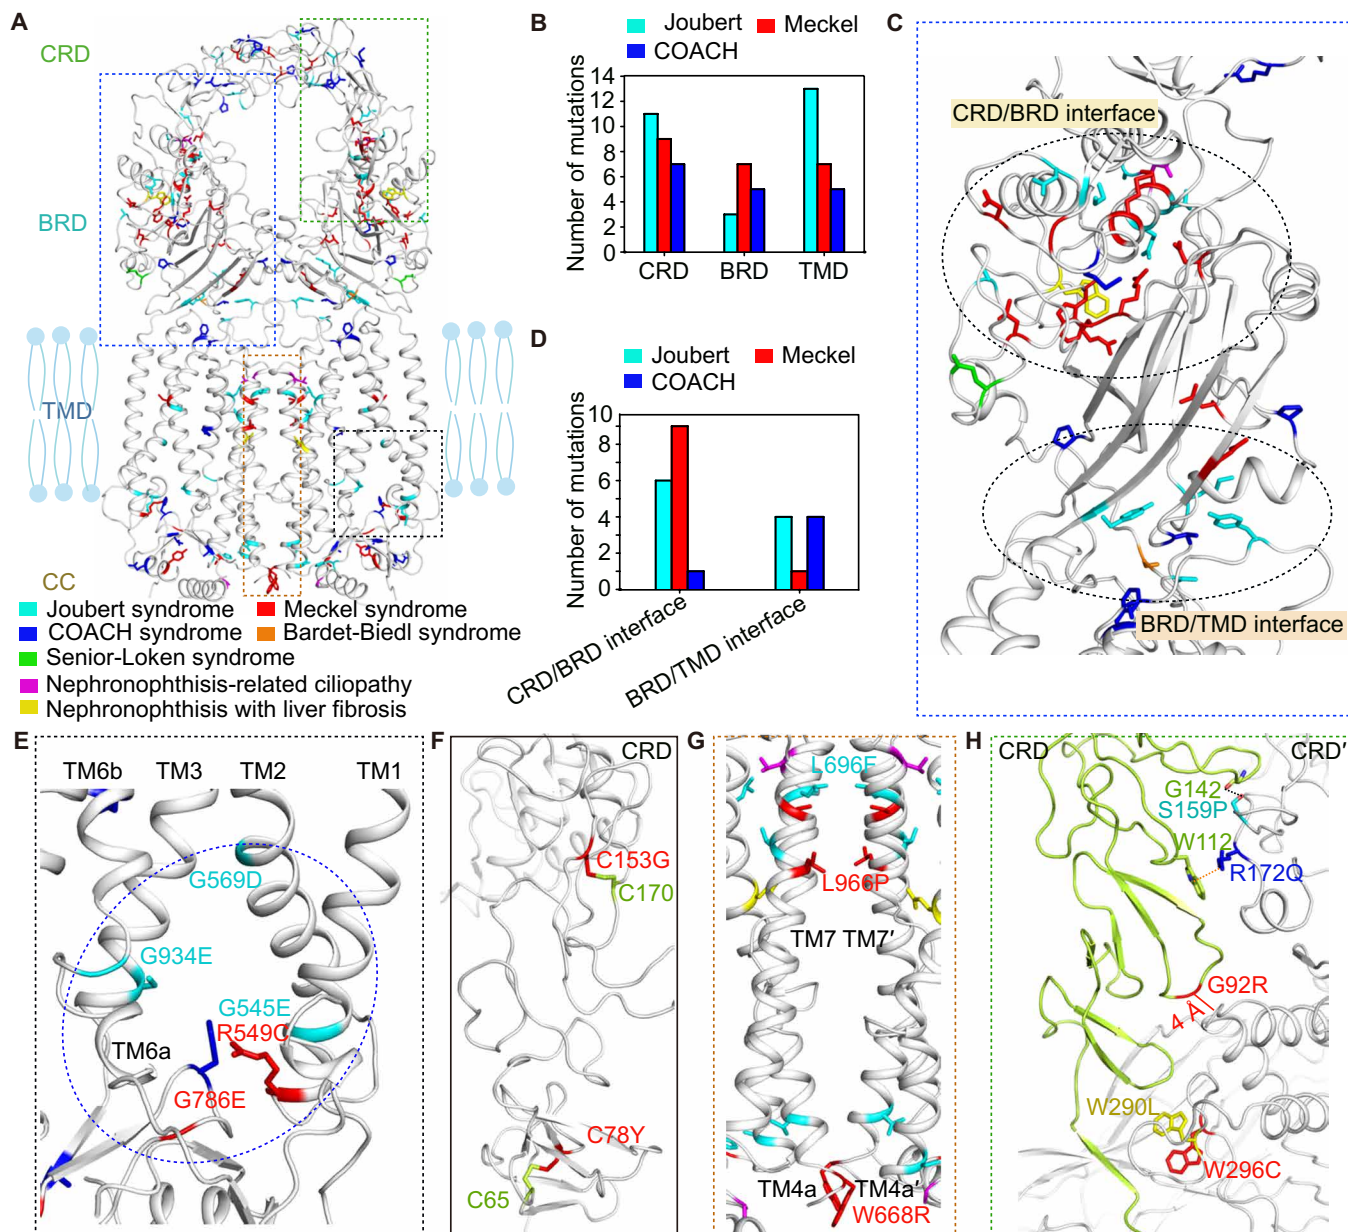 A
CRD
BRD
TMD
CC
Joubert syndrome
Meckel syndrome
COACH syndrome
Bardet-Biedl syndrome
Senior-Loken syndrome
Nephronophthisis-related ciliopathy
Nephronophthisis with liver fibrosis
B
Joubert
Meckel
COACH
Number of mutations
14
12
10
8
6
4
2
0
CRD
BRD
TMD
C
CRD/BRD interface
BRD/TMD interface
D
Joubert
Meckel
COACH
Number of mutations
10
8
6
4
2
0
CRD/BRD interface
BRD/TMD interface
E
TM6b
TM3
TM2
TM1
G569D
G934E
G545E
R549C
TM6a
G786E
F
CRD
C153G
C170
C78Y
C65
G
L696F
L966P
TM7 TM7′
TM4a
TM4a′
W668R
H
CRD
CRD′
G142
S159P
W112
R172Q
G92R
4 Å
W290L
W296C